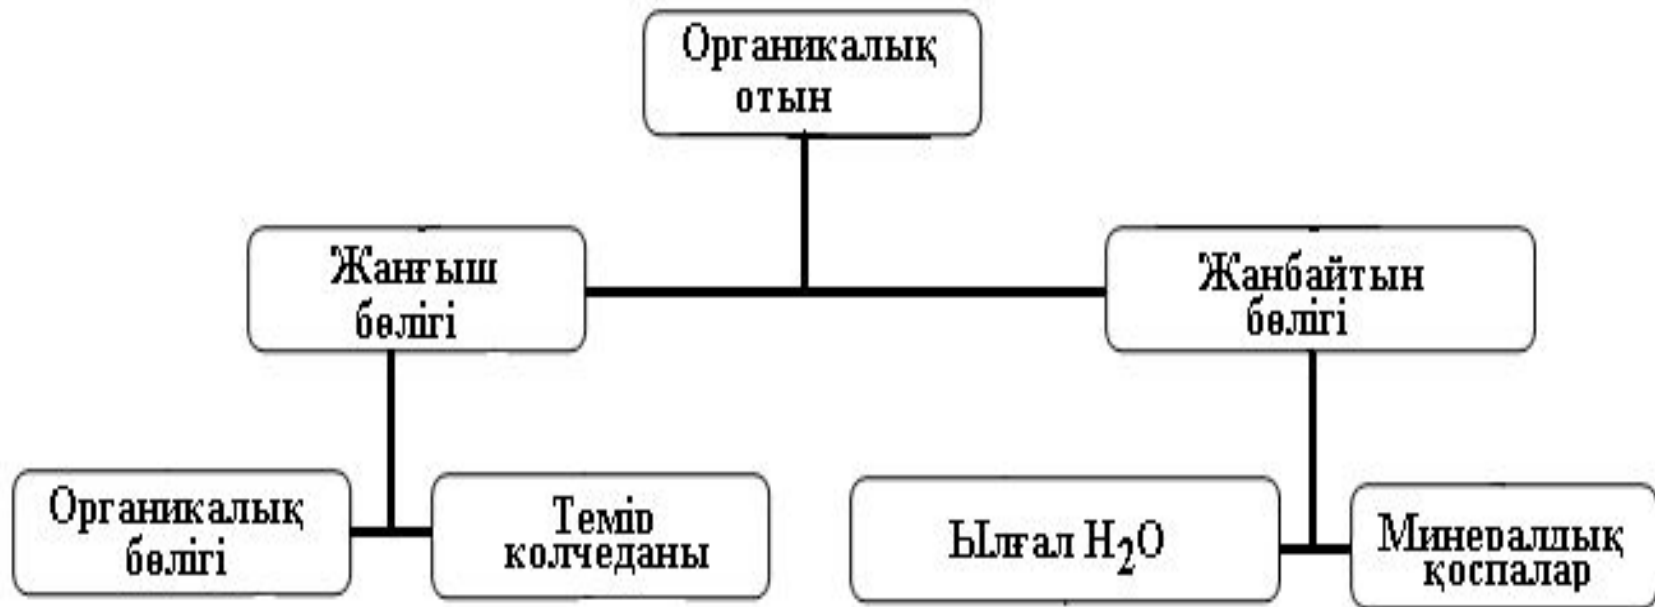 Органикалық
отын
Жанғыш
бөлігі
Жанбайтын
бөлігі
Органикалық
бөлігі
Темір
колчеданы
Ылғал H₂O
Минералдық
қоспалар